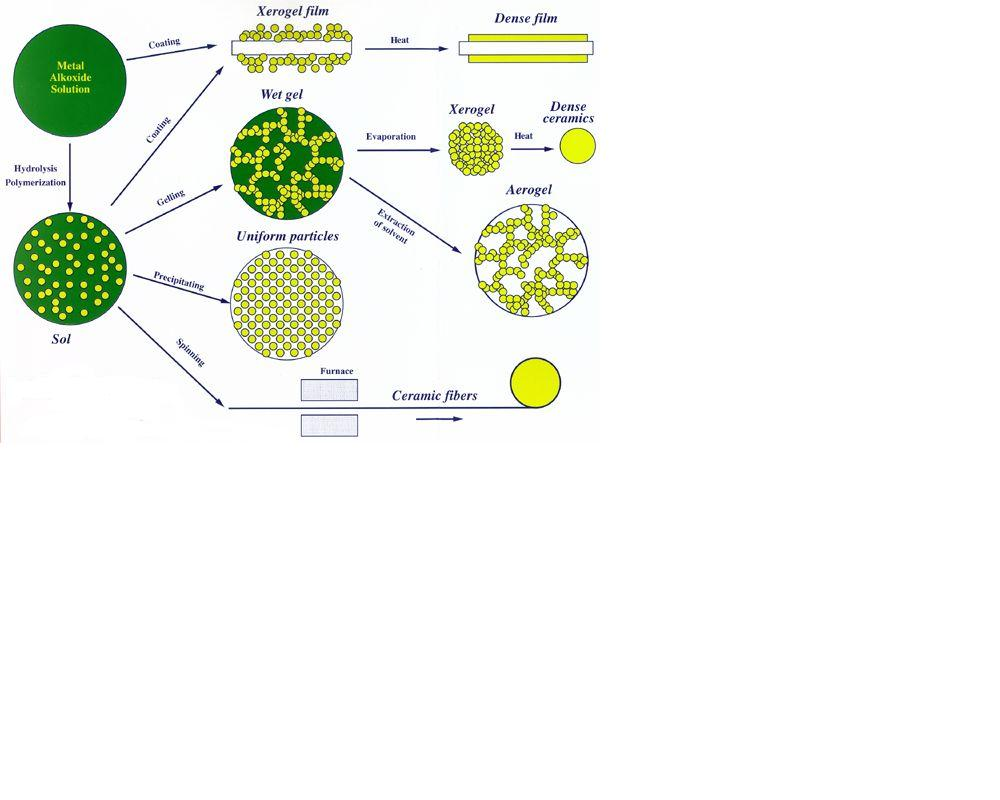 Xerogel film
Dense film
Coating
Heat
Metal
Alkoxide
Solution
Wet gel
Xerogel
Dense
ceramics
Coating
Evaporation
Heat
Hydrolysis
Polymerization
Gelling
Aerogel
Extraction
of solvent
Uniform particles
Precipitating
Sol
Spinning
Furnace
Ceramic fibers